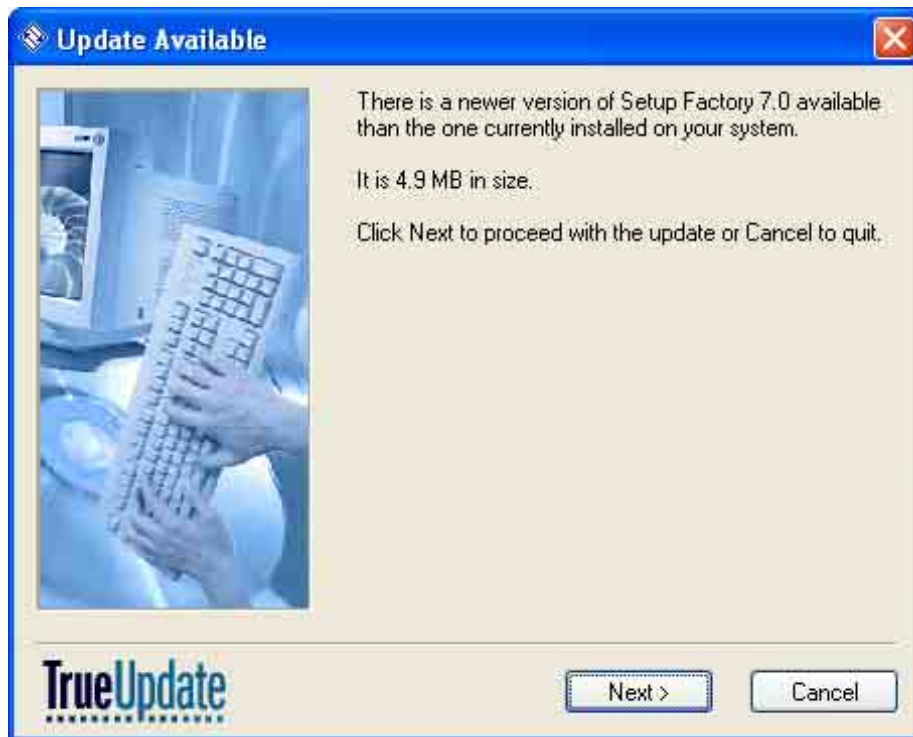 Update Available
There is a newer version of Setup Factory 7.0 available
than the one currently installed on your system.
It is 4.9 MB in size.
Click Next to proceed with the update or Cancel to quit.
TrueUpdate
Next >
Cancel